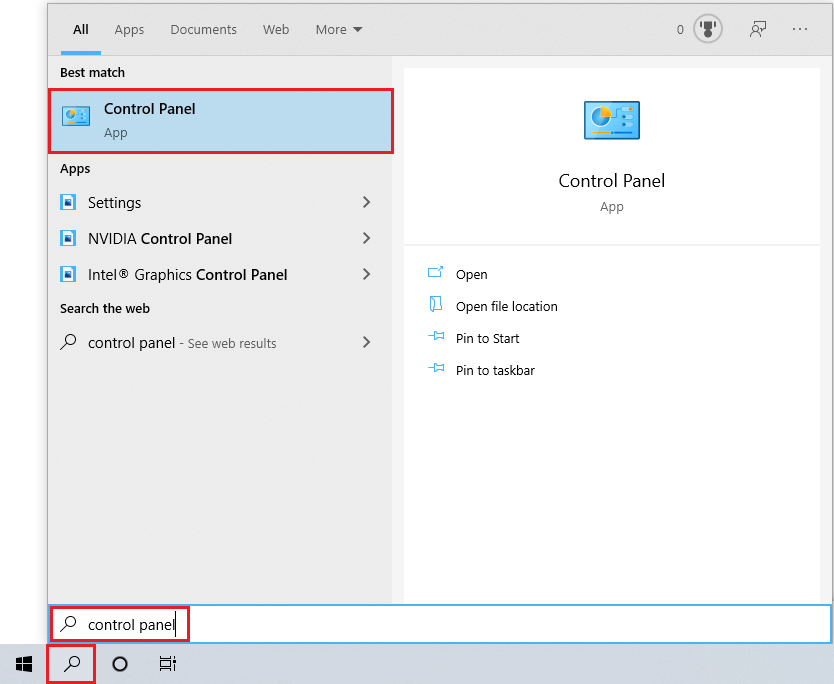 All Apps Documents Web More 0
Best match
Control Panel
App
Apps
Settings
NVIDIA Control Panel
Intel® Graphics Control Panel
Search the web
control panel - See web results
Control Panel
App
Open
Open file location
Pin to Start
Pin to taskbar
control panel